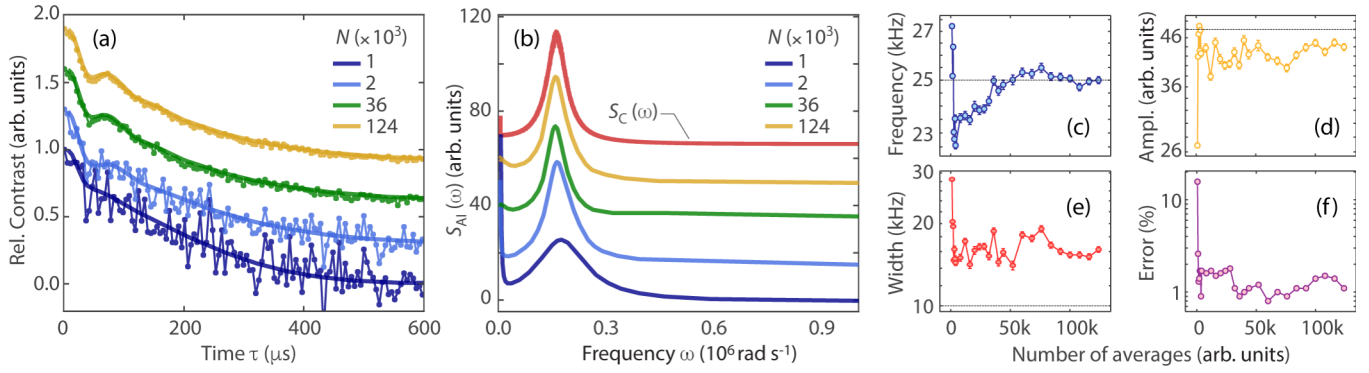 (a)
N (×10³)
1
2
36
124
2.0
1.5
1.0
0.5
0.0
Rel. Contrast (arb. units)
0
200
400
600
Time τ (μs)
(b)
N (×10³)
1
2
36
124
S_C (ω)
120
80
40
0
S_AI (ω) (arb. units)
0.0
0.3
0.6
0.9
Frequency ω (10⁶ rad s⁻¹)
27
25
23
Frequency (kHz)
(c)
46
36
26
Ampl. (arb. units)
(d)
30
20
10
Width (kHz)
(e)
0
50k
100k
10
1
Error (%)
(f)
0
50k
100k
Number of averages (arb. units)